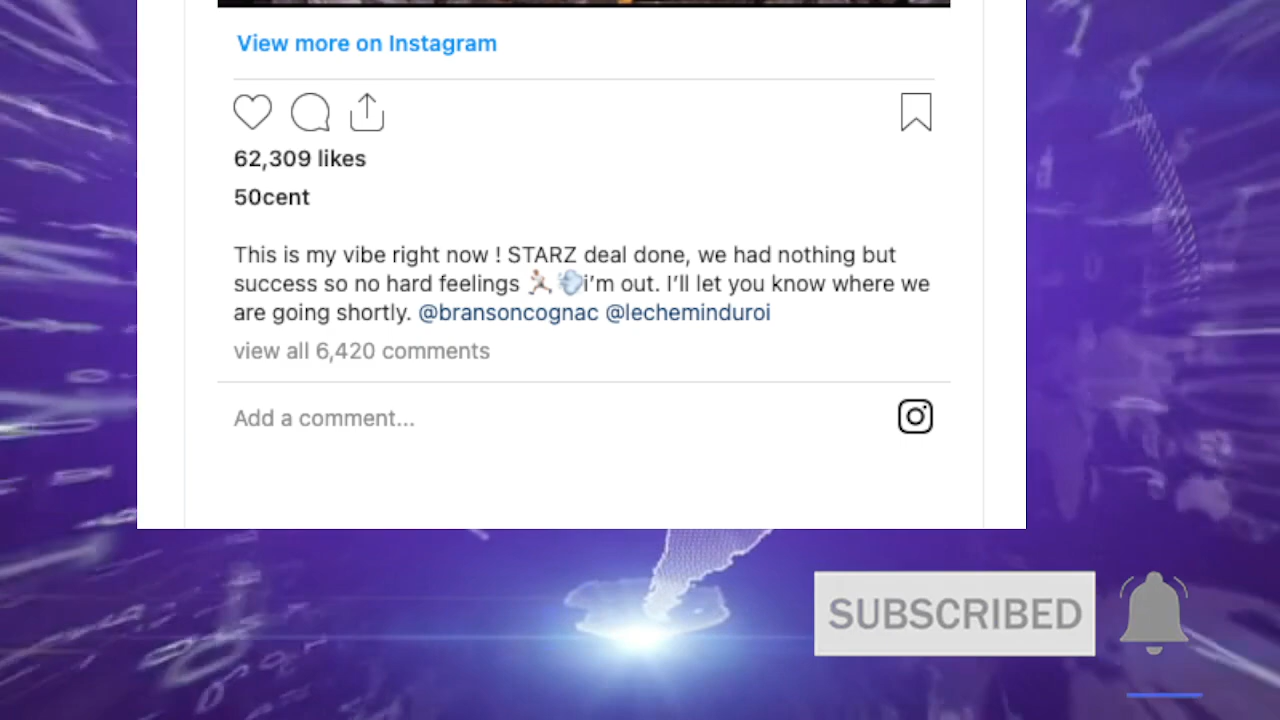 View more on Instagram
62,309 likes
50cent
This is my vibe right now ! STARZ deal done, we had nothing but
success so no hard feelings 🏃🏻💨i’m out. I’ll let you know where we
are going shortly. @bransoncognac @lecheminduroi
view all 6,420 comments
Add a comment...
SUBSCRIBED